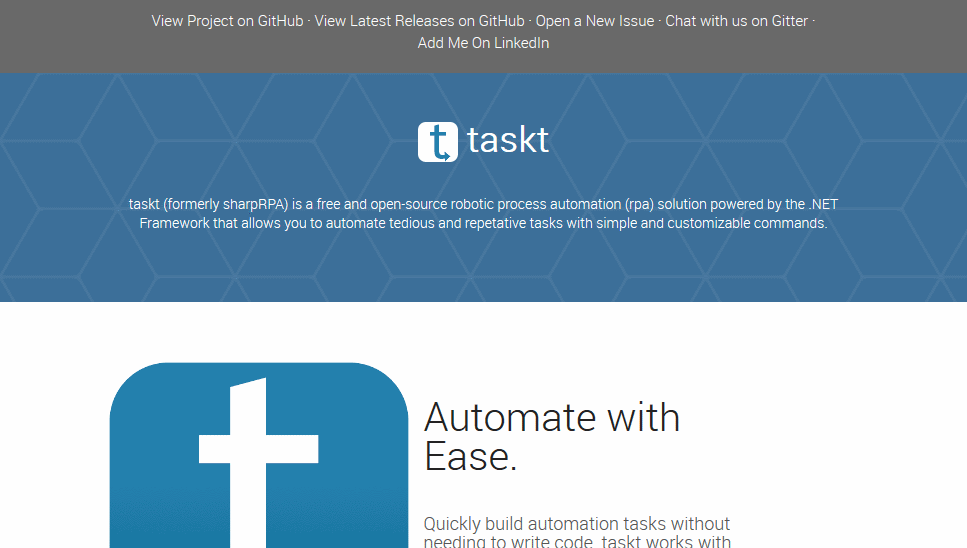 View Project on GitHub · View Latest Releases on GitHub · Open a New Issue · Chat with us on Gitter ·
Add Me On LinkedIn
t taskt
taskt (formerly sharpRPA) is a free and open-source robotic process automation (rpa) solution powered by the .NET
Framework that allows you to automate tedious and repetative tasks with simple and customizable commands.
t
Automate with
Ease.
Quickly build automation tasks without
needing to write code, taskt works with